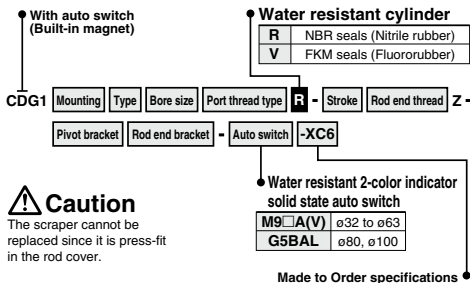 With auto switch
(Built-in magnet)
Water resistant cylinder
R NBR seals (Nitrile rubber)
V FKM seals (Fluororubber)
CDG1 Mounting Type Bore size Port thread type R - Stroke Rod end thread Z -
Pivot bracket Rod end bracket - Auto switch -XC6
Water resistant 2-color indicator
solid state auto switch
M9□A(V) ø32 to ø63
G5BAL ø80, ø100
Caution
The scraper cannot be
replaced since it is press-fit
in the rod cover.
Made to Order specifications